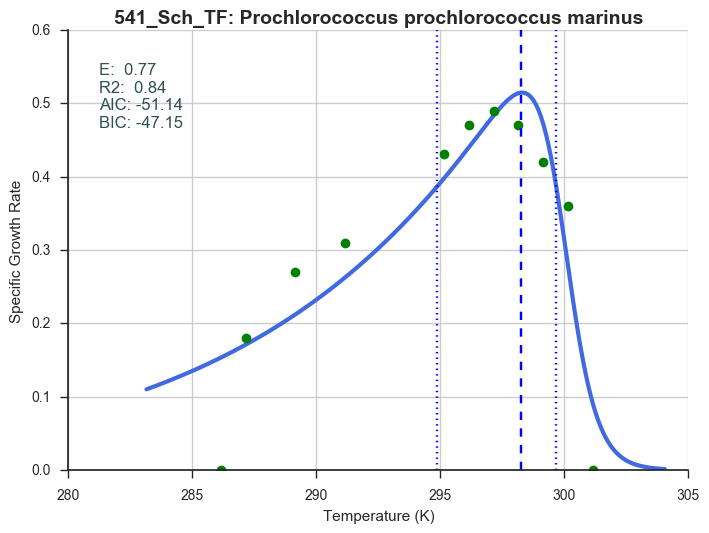 541_Sch_TF: Prochlorococcus prochlorococcus marinus
E: 0.77
R2: 0.84
AIC: -51.14
BIC: -47.15
Specific Growth Rate
0.6
0.5
0.4
0.3
0.2
0.1
0.0
280 285 290 295 300 305
Temperature (K)